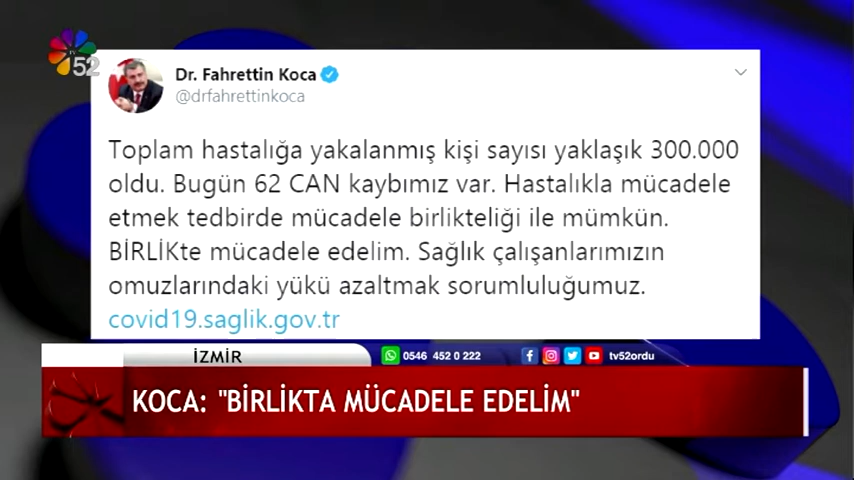 TV
52
Dr. Fahrettin Koca
@drfahrettinkoca
Toplam hastalığa yakalanmış kişi sayısı yaklaşık 300.000
oldu. Bugün 62 CAN kaybımız var. Hastalıkla mücadele
etmek tedbirde mücadele birlikteliği ile mümkün.
BİRLİKte mücadele edelim. Sağlık çalışanlarımızın
omuzlarındaki yükü azaltmak sorumluluğumuz.
covid19.saglik.gov.tr
İZMİR
0546 452 0 222
tv52ordu
KOCA: "BİRLİKTA MÜCADELE EDELİM"